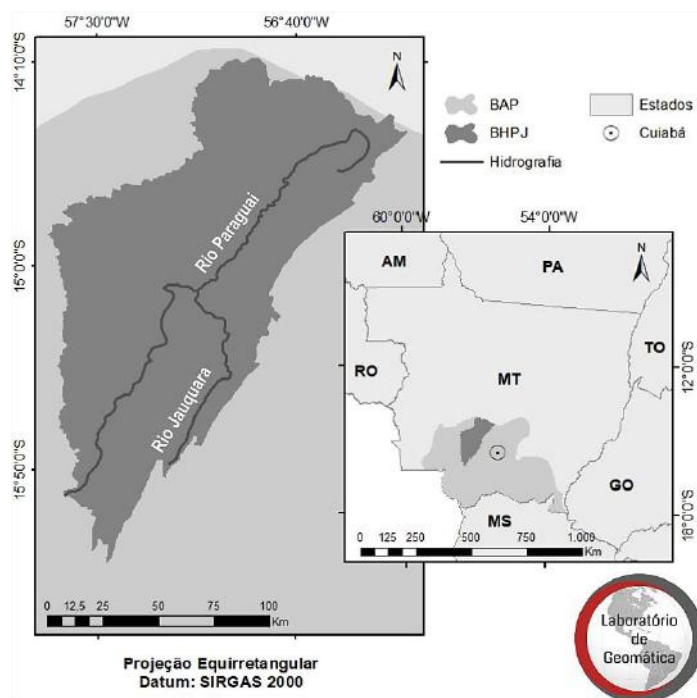 57°30'0"W 56°40'0"W
14°10'0"S
15°0'0"S
15°50'0"S
N
Rio Paraguai
Rio Jauquara
0 12,5 25 50 75 100
Km
Projeção Equirretangular
Datum: SIRGAS 2000
BAP
BHPJ
Hidrografia
Estados
Cuiabá
60°0'0"W 54°0'0"W
N
AM
PA
TO
RO
MT
12°0'0"S
GO
MS
18°0'0"S
0 125 250 500 750 1.000
Km
Laboratório
de
Geomática